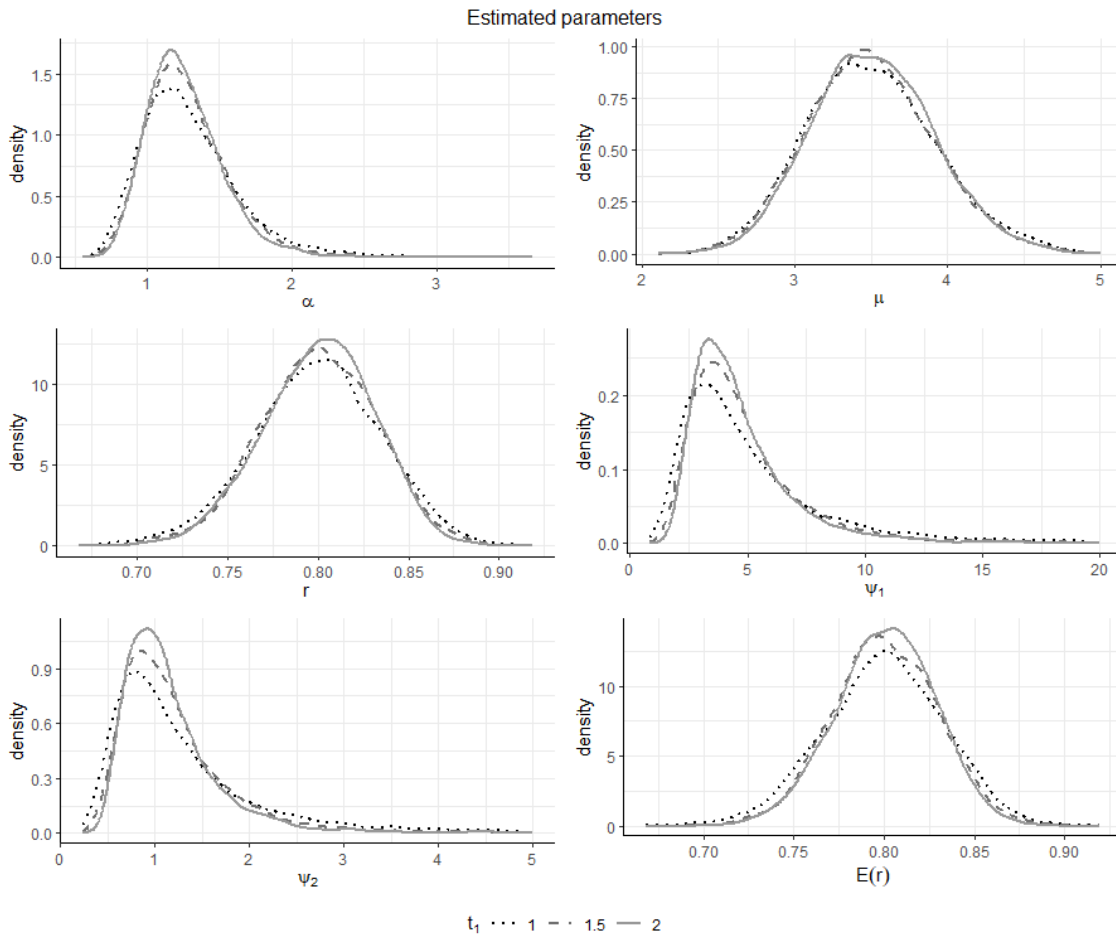 Estimated parameters
density
1.5
1.0
0.5
0.0
1 2 3
α
density
1.00
0.75
0.50
0.25
0.00
2 3 4 5
μ
density
10
5
0
0.70 0.75 0.80 0.85 0.90
r
density
0.2
0.1
0.0
0 5 10 15 20
ψ₁
density
0.9
0.6
0.3
0.0
0 1 2 3 4 5
ψ₂
density
10
5
0
0.70 0.75 0.80 0.85 0.90
E(r)
t₁ 1 1.5 2